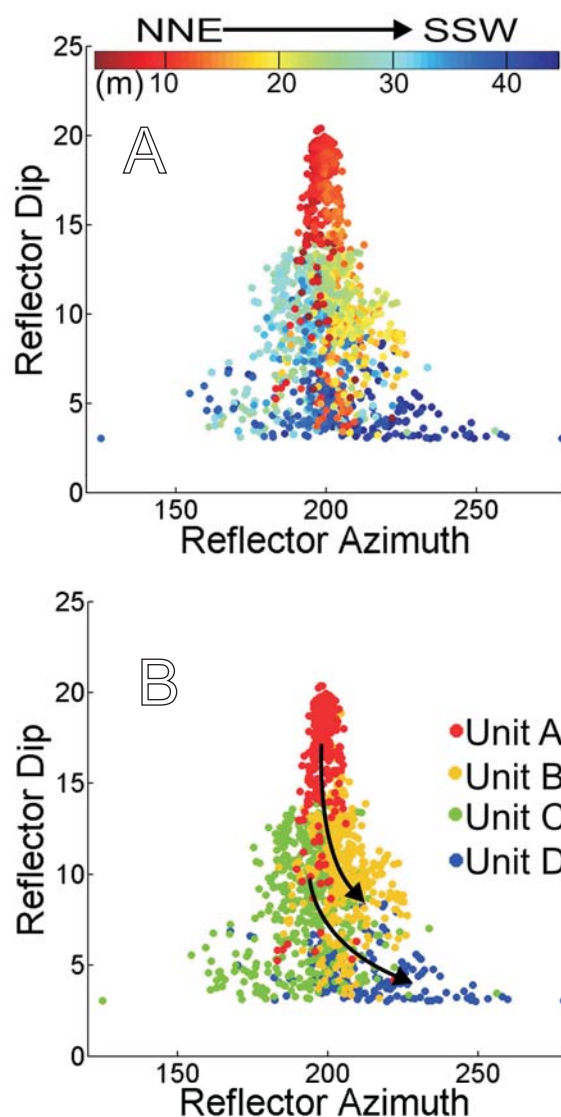 NNE SSW
25
(m) 10 20 30 40
A
20
15
10
5
0
Reflector Dip
150 200 250
Reflector Azimuth
25
B
20
15
10
5
0
Reflector Dip
Unit A
Unit B
Unit C
Unit D
150 200 250
Reflector Azimuth